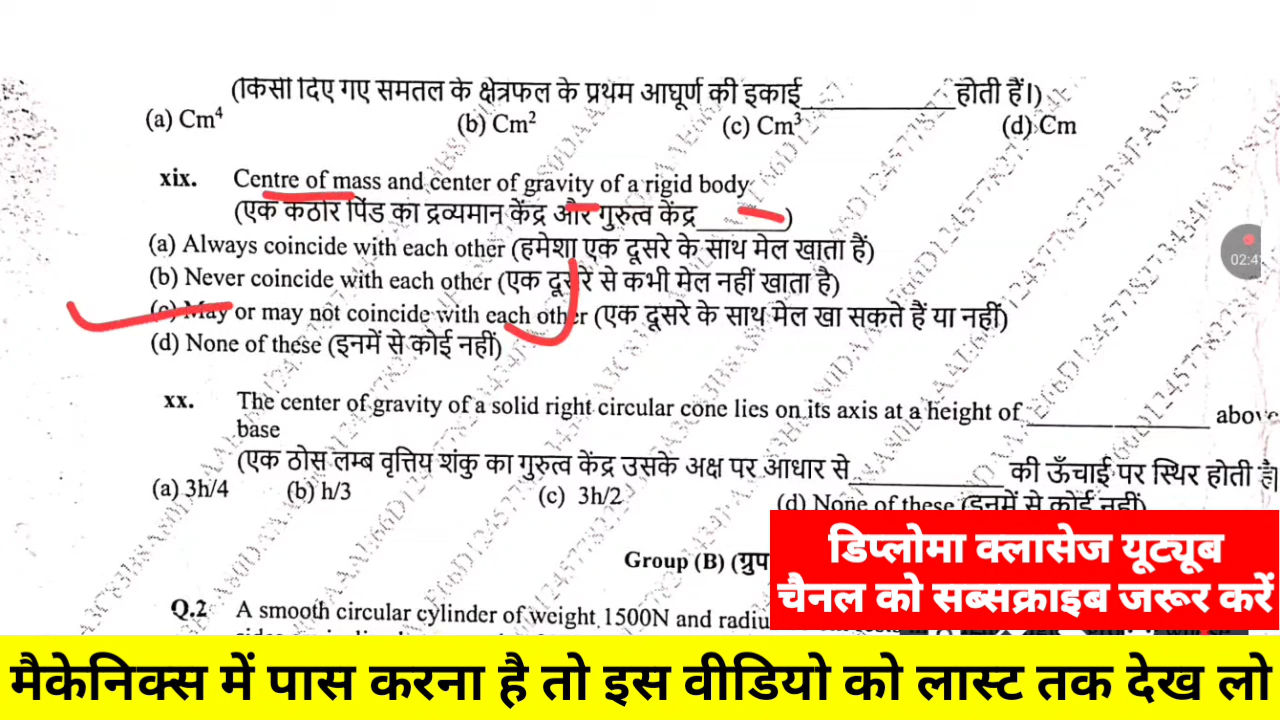 (किसी दिए गए समतल के क्षेत्रफल के प्रथम आघूर्ण की इकाई____________होती हैं।)
(a) Cm⁴ (b) Cm² (c) Cm³ (d) Cm
xix. Centre of mass and center of gravity of a rigid body
(एक कठोर पिंड का द्रव्यमान केंद्र और गुरुत्व केंद्र________)
(a) Always coincide with each other (हमेशा एक दूसरे के साथ मेल खाता हैं)
(b) Never coincide with each other (एक दूसरे से कभी मेल नहीं खाता है)
(c) May or may not coincide with each other (एक दूसरे के साथ मेल खा सकते हैं या नहीं)
(d) None of these (इनमें से कोई नहीं)
xx. The center of gravity of a solid right circular cone lies on its axis at a height of ______________ above
base
(एक ठोस लम्ब वृत्तिय शंकु का गुरुत्व केंद्र उसके अक्ष पर आधार से____________ की ऊँचाई पर स्थिर होती है।
(a) 3h/4 (b) h/3 (c) 3h/2 (d) None of these (इनमें से कोई नहीं)
Group (B) (ग्रुप
Q.2 A smooth circular cylinder of weight 1500N and radiu
डिप्लोमा क्लासेज यूट्यूब
चैनल को सब्सक्राइब जरूर करें
मैकेनिक्स में पास करना है तो इस वीडियो को लास्ट तक देख लो